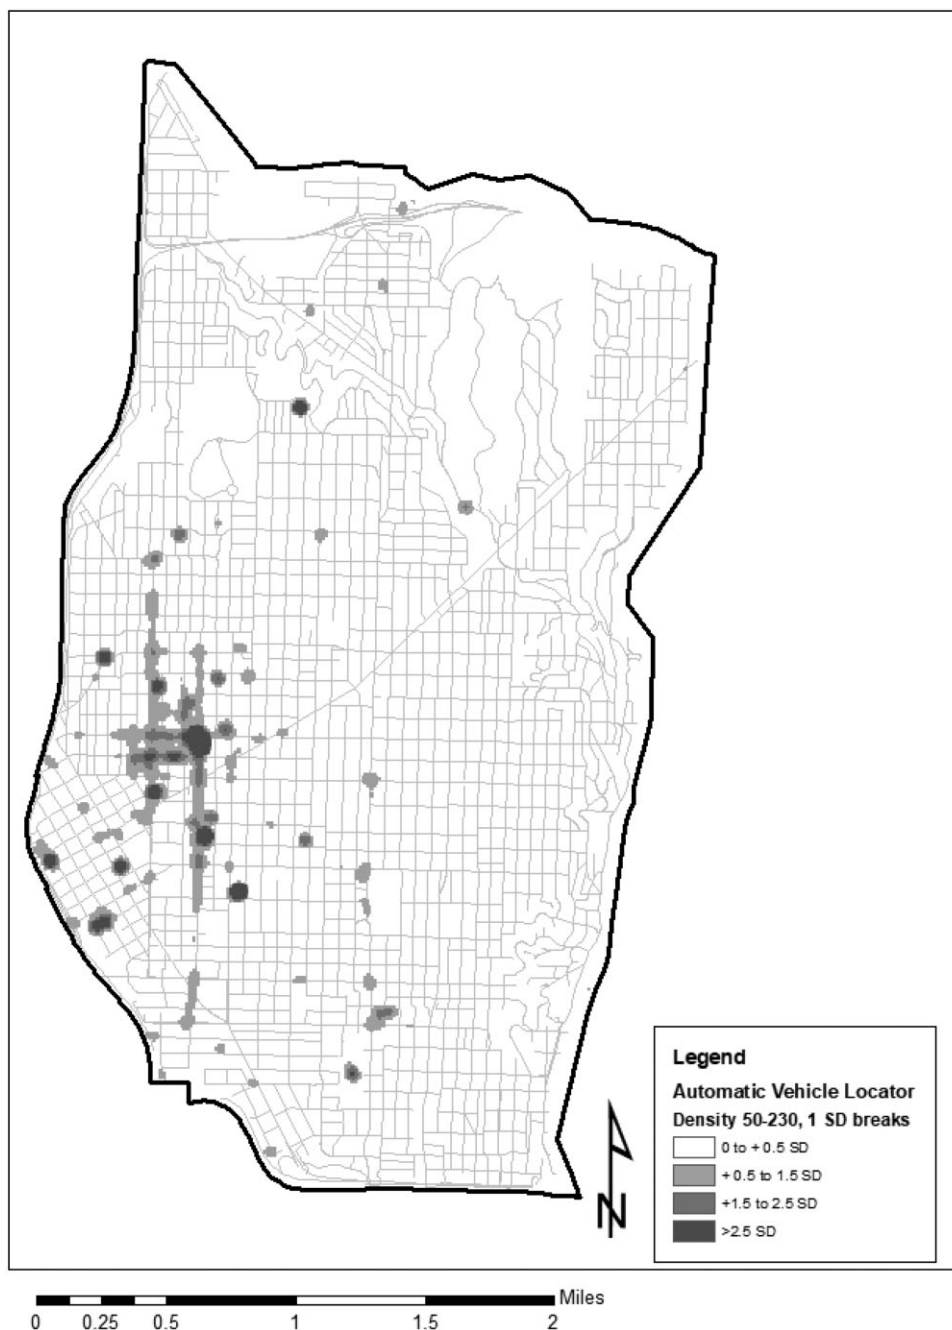 Legend
Automatic Vehicle Locator
Density 50-230, 1 SD breaks
0 to + 0.5 SD
+ 0.5 to 1.5 SD
+1.5 to 2.5 SD
>2.5 SD
N
Miles
0 0.25 0.5 1 1.5 2